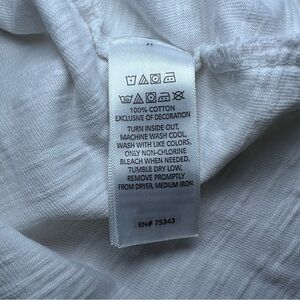 100% COTTON
EXCLUSIVE OF DECORATION
TURN INSIDE OUT,
MACHINE WASH COOL,
WASH WITH LIKE COLORS,
ONLY NON-CHLORINE
BLEACH WHEN NEEDED,
TUMBLE DRY LOW,
REMOVE PROMPTLY
FROM DRYER, MEDIUM IRON.
RN# 75343